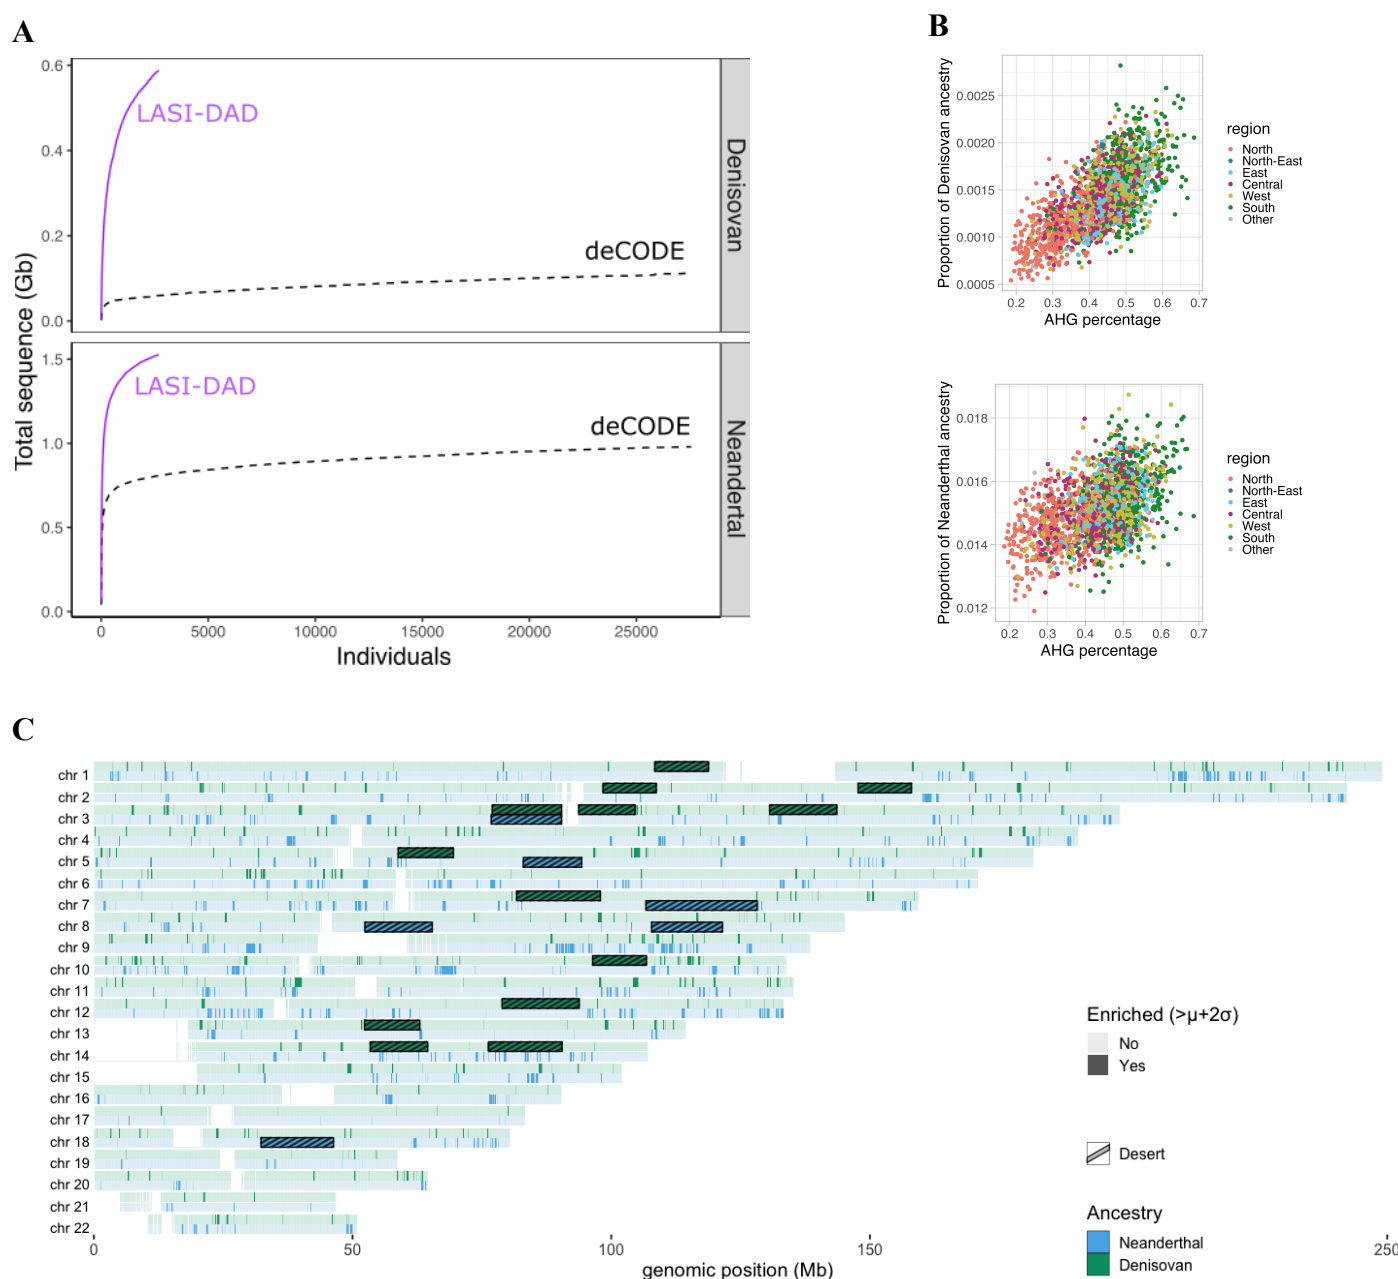 A
Total sequence (Gb)
0.6
0.4
0.2
0.0
LASI-DAD
deCODE
Denisovan
1.5
1.0
0.5
0.0
LASI-DAD
deCODE
Neandertal
0 5000 10000 15000 20000 25000
Individuals
B
Proportion of Denisovan ancestry
0.0025
0.0020
0.0015
0.0010
0.0005
0.2 0.3 0.4 0.5 0.6 0.7
AHG percentage
region
North
North-East
East
Central
West
South
Other
Proportion of Neanderthal ancestry
0.018
0.016
0.014
0.012
0.2 0.3 0.4 0.5 0.6 0.7
AHG percentage
region
North
North-East
East
Central
West
South
Other
C
chr 1
chr 2
chr 3
chr 4
chr 5
chr 6
chr 7
chr 8
chr 9
chr 10
chr 11
chr 12
chr 13
chr 14
chr 15
chr 16
chr 17
chr 18
chr 19
chr 20
chr 21
chr 22
0 50 100 150 250
genomic position (Mb)
Enriched (>μ+2σ)
No
Yes
Desert
Ancestry
Neanderthal
Denisovan